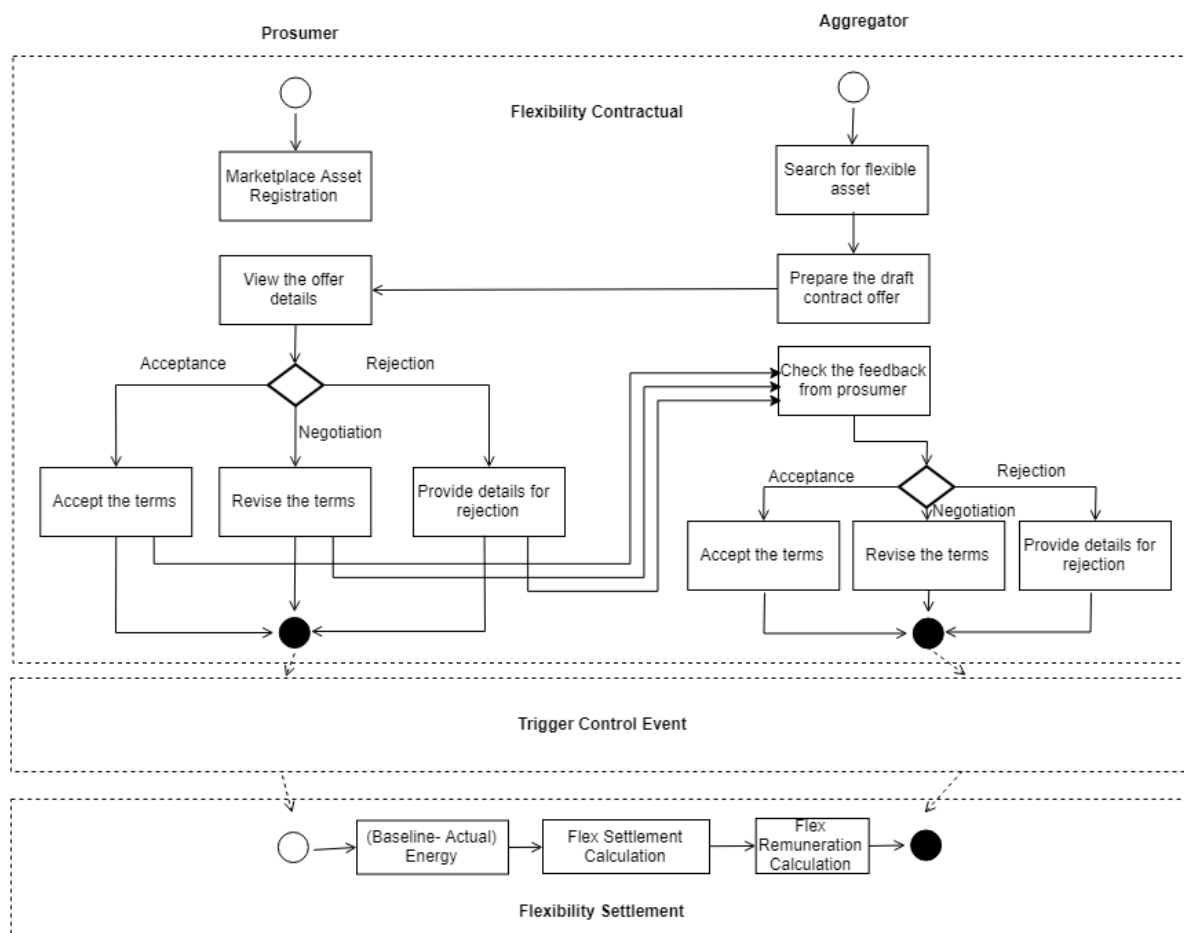 Prosumer
Aggregator
Flexibility Contractual
Marketplace Asset
Registration
Search for flexible
asset
View the offer
details
Prepare the draft
contract offer
Acceptance
Rejection
Negotiation
Check the feedback
from prosumer
Accept the terms
Revise the terms
Provide details for
rejection
Acceptance
Rejection
Negotiation
Accept the terms
Revise the terms
Provide details for
rejection
Trigger Control Event
(Baseline- Actual)
Energy
Flex Settlement
Calculation
Flex
Remuneration
Calculation
Flexibility Settlement